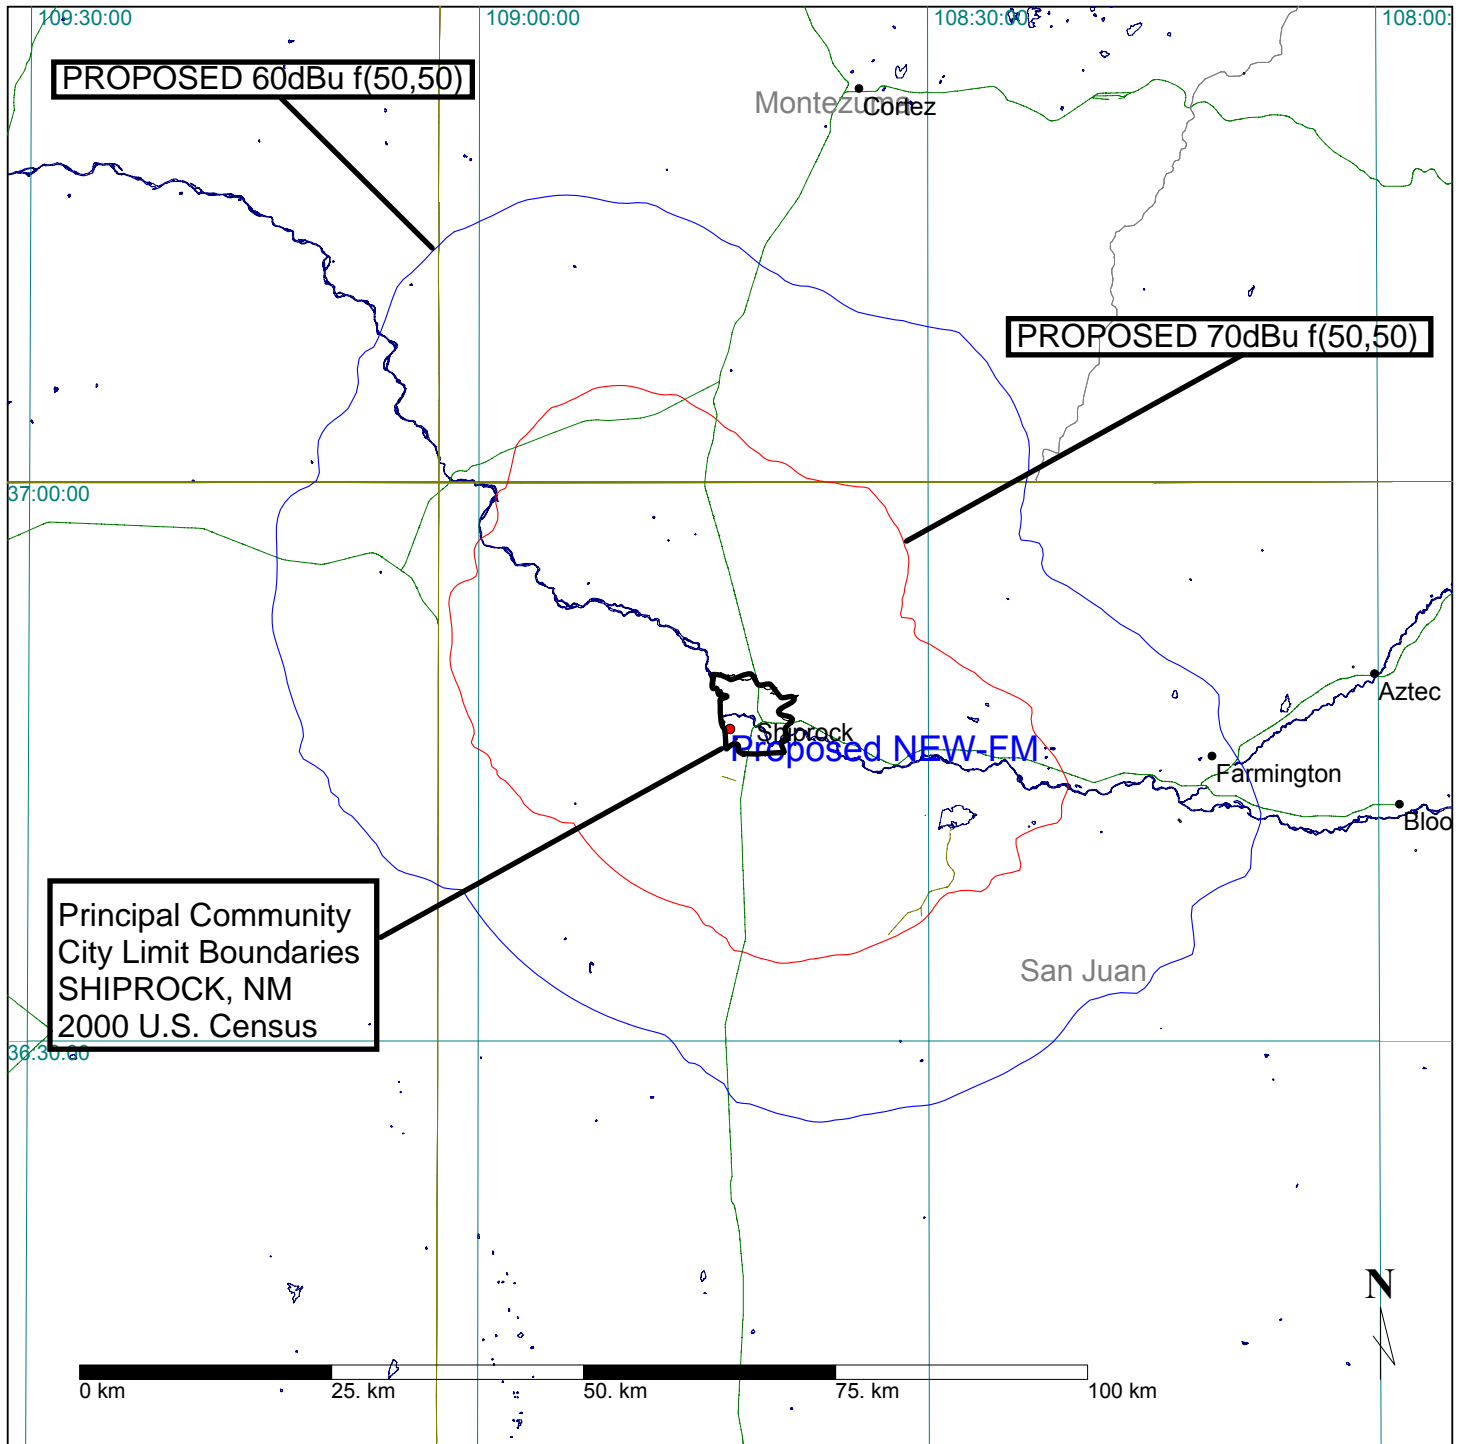 109:30:00
109:00:00
108:30:00
108:00:
PROPOSED 60dBu f(50,50)
Montezuma
Cortez
PROPOSED 70dBu f(50,50)
37:00:00
Aztec
Shiprock
Proposed NEW-FM
Farmington
Bloo
Principal Community
City Limit Boundaries
SHIPROCK, NM
2000 U.S. Census
San Juan
36:30:00
N
0 km
25. km
50. km
75. km
100 km